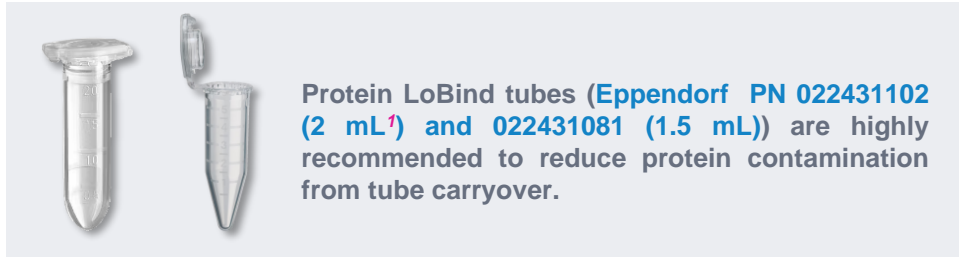 Protein LoBind tubes (Eppendorf PN 022431102
(2 mL¹) and 022431081 (1.5 mL)) are highly
recommended to reduce protein contamination
from tube carryover.